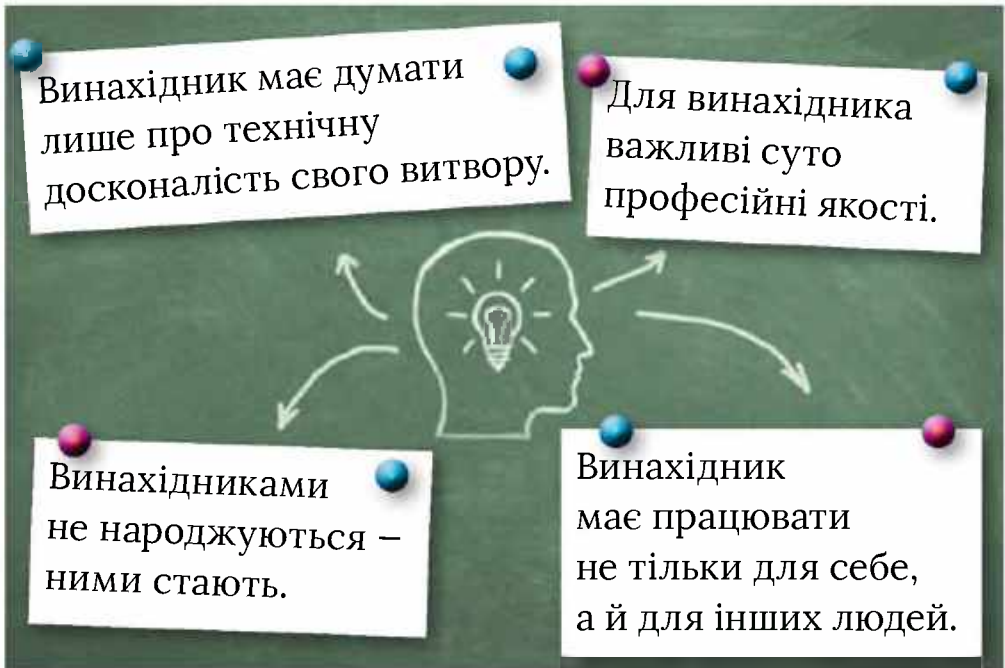 Винахідник має думати
лише про технічну
досконалість свого витвору.
Для винахідника
важливі суто
професійні якості.
Винахідниками
не народжуються –
ними стають.
Винахідник
має працювати
не тільки для себе,
а й для інших людей.